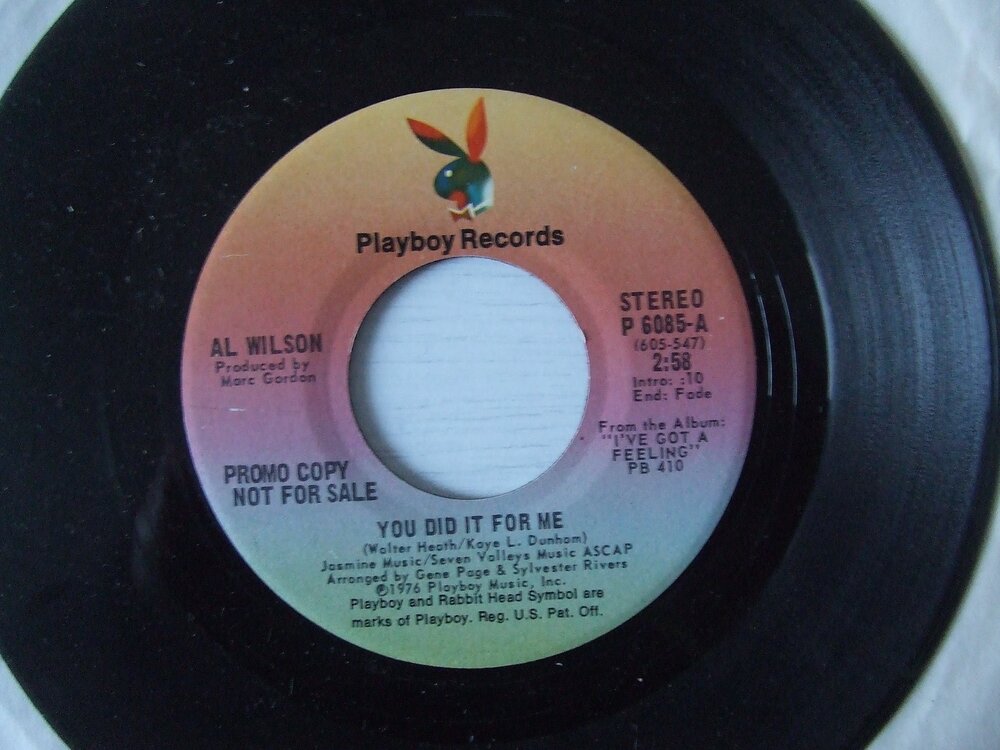 Playboy Records
STEREO
P 6085-A
(605-547)
2:58
Intro: :10
End: Fade
AL WILSON
Produced by
Marc Gordon
From the Album:
"I'VE GOT A
FEELING"
PB 410
PROMO COPY
NOT FOR SALE
YOU DID IT FOR ME
(Walter Heath/Kaye L. Dunham)
Jasmine Music/Seven Valleys Music ASCAP
Arranged by Gene Page & Sylvester Rivers
℗1976 Playboy Music, Inc.
Playboy and Rabbit Head Symbol are
marks of Playboy. Reg. U.S. Pat. Off.